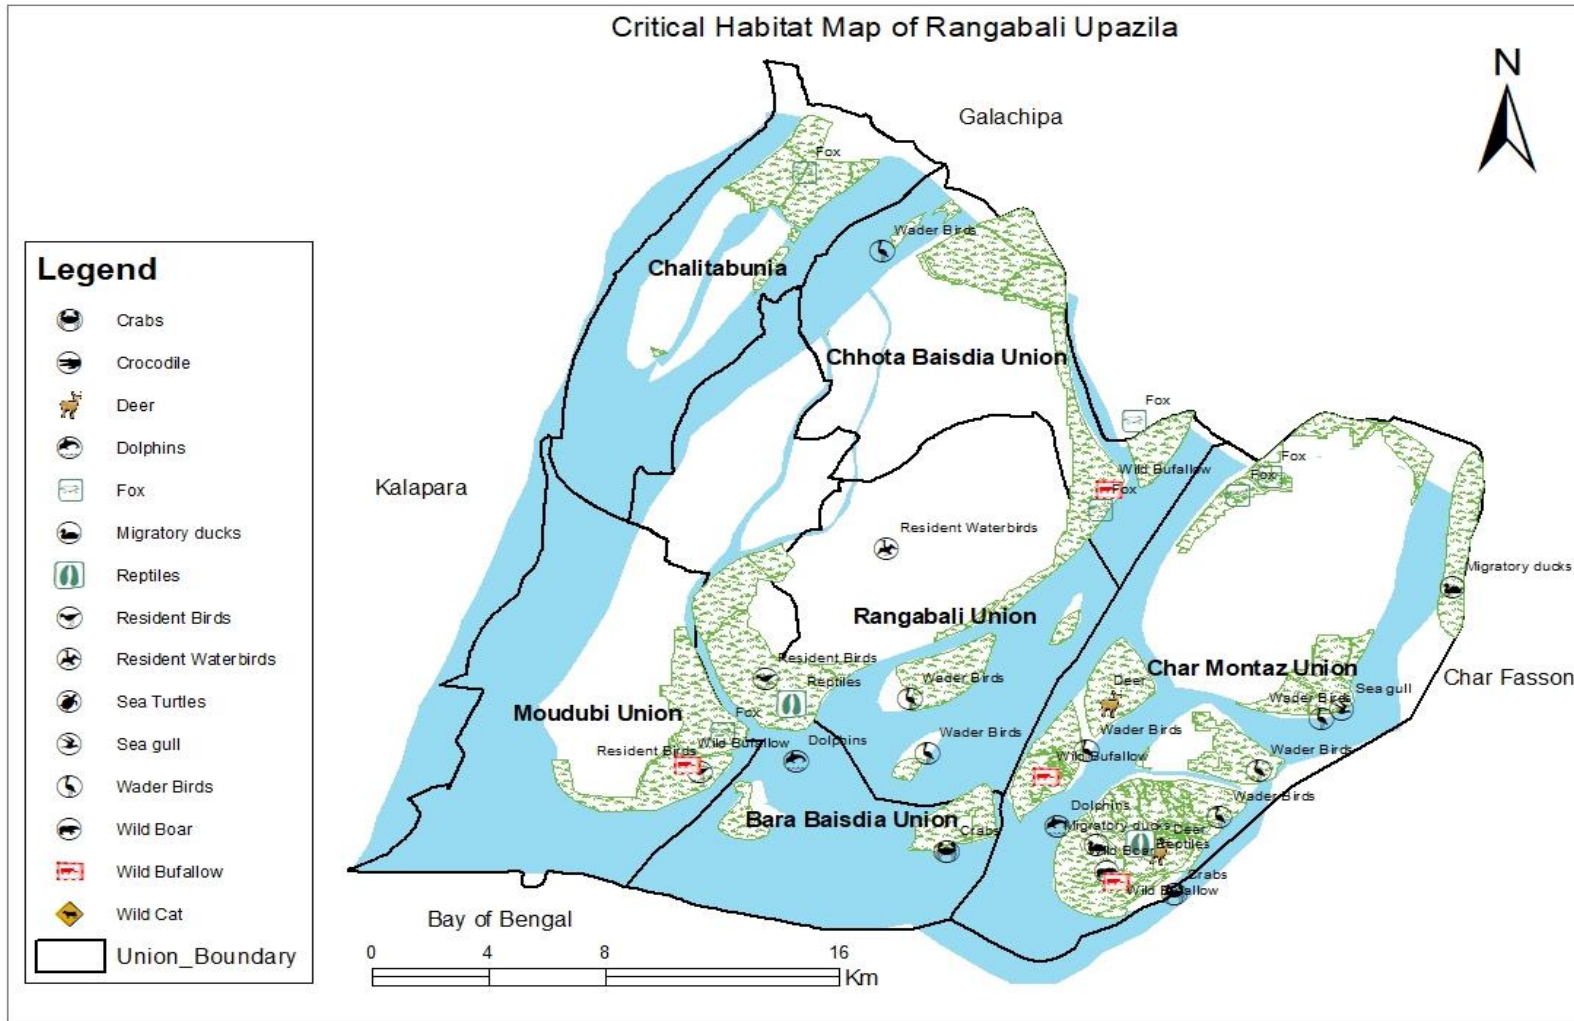 Critical Habitat Map of Rangabali Upazila
N
Galachipa
Fox
Wader Birds
Chalitabunia
Chhota Baisdia Union
Fox
Kalapara
Wild Bufallow
Fox
Fox
Fox
Resident Waterbirds
Migratory ducks
Rangabali Union
Resident Birds
Reptiles
Wader Birds
Char Montaz Union
Char Fasson
Deer
Sea gull
Wader Birds
Moudubi Union
Fox
Resident Birds
Wild Bufallow
Dolphins
Wader Birds
Wader Birds
Wild Bufallow
Wader Birds
Wader Birds
Bara Baisdia Union
Crabs
Dolphins
Migratory ducks
Deer
Wild Boar
Reptiles
Crabs
Wild Bufallow
Bay of Bengal
0 4 8 16
Km
Legend
Crabs
Crocodile
Deer
Dolphins
Fox
Migratory ducks
Reptiles
Resident Birds
Resident Waterbirds
Sea Turtles
Sea gull
Wader Birds
Wild Boar
Wild Bufallow
Wild Cat
Union_Boundary